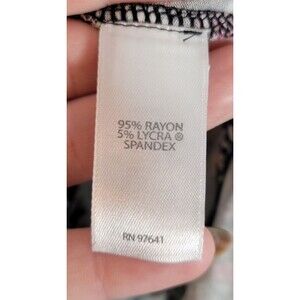 95% RAYON
5% LYCRA ®
SPANDEX
RN 97641